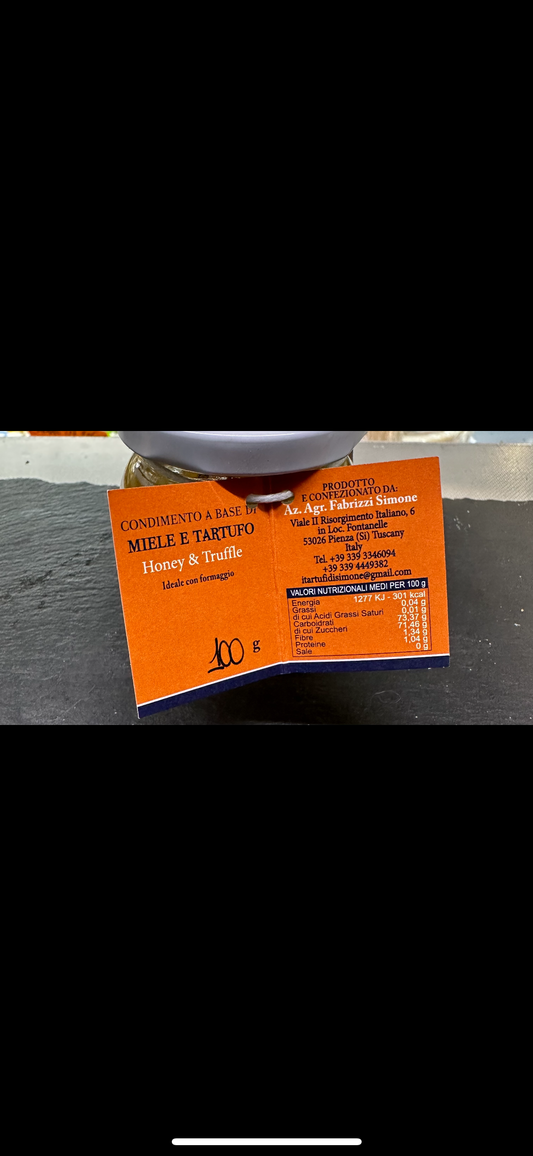 CONDIMENTO A BASE DI
MIELE E TARTUFO
Honey & Truffle
Ideale con formaggio
100 g
PRODOTTO
E CONFEZIONATO DA:
Az. Agr. Fabrizzi Simone
Viale II Risorgimento Italiano, 6
in Loc. Fontanelle
53026 Pienza (Si) Tuscany
Italy
Tel. +39 339 3346094
+39 339 4449382
itartufidisimone@gmail.com
VALORI NUTRIZIONALI MEDI PER 100 g
Energia 1277 KJ - 301 kcal
Grassi 0,04 g
di cui Acidi Grassi Saturi 0,01 g
Carboidrati 73,37 g
di cui Zuccheri 71,46 g
Fibre 1,34 g
Proteine 1,04 g
Sale 0 g